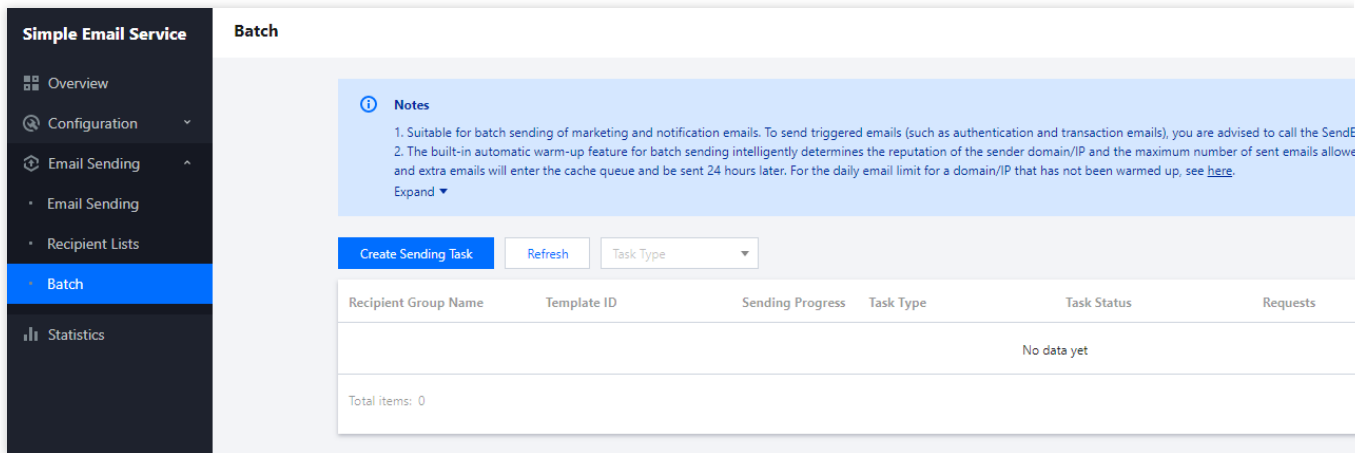 Simple Email Service
Overview
Configuration
Email Sending
Email Sending
Recipient Lists
Batch
Statistics
Batch
Notes
1. Suitable for batch sending of marketing and notification emails. To send triggered emails (such as authentication and transaction emails), you are advised to call the SendE
2. The built-in automatic warm-up feature for batch sending intelligently determines the reputation of the sender domain/IP and the maximum number of sent emails allowe
and extra emails will enter the cache queue and be sent 24 hours later. For the daily email limit for a domain/IP that has not been warmed up, see here.
Expand
Create Sending Task Refresh Task Type
Recipient Group Name Template ID Sending Progress Task Type Task Status Requests
No data yet
Total items: 0